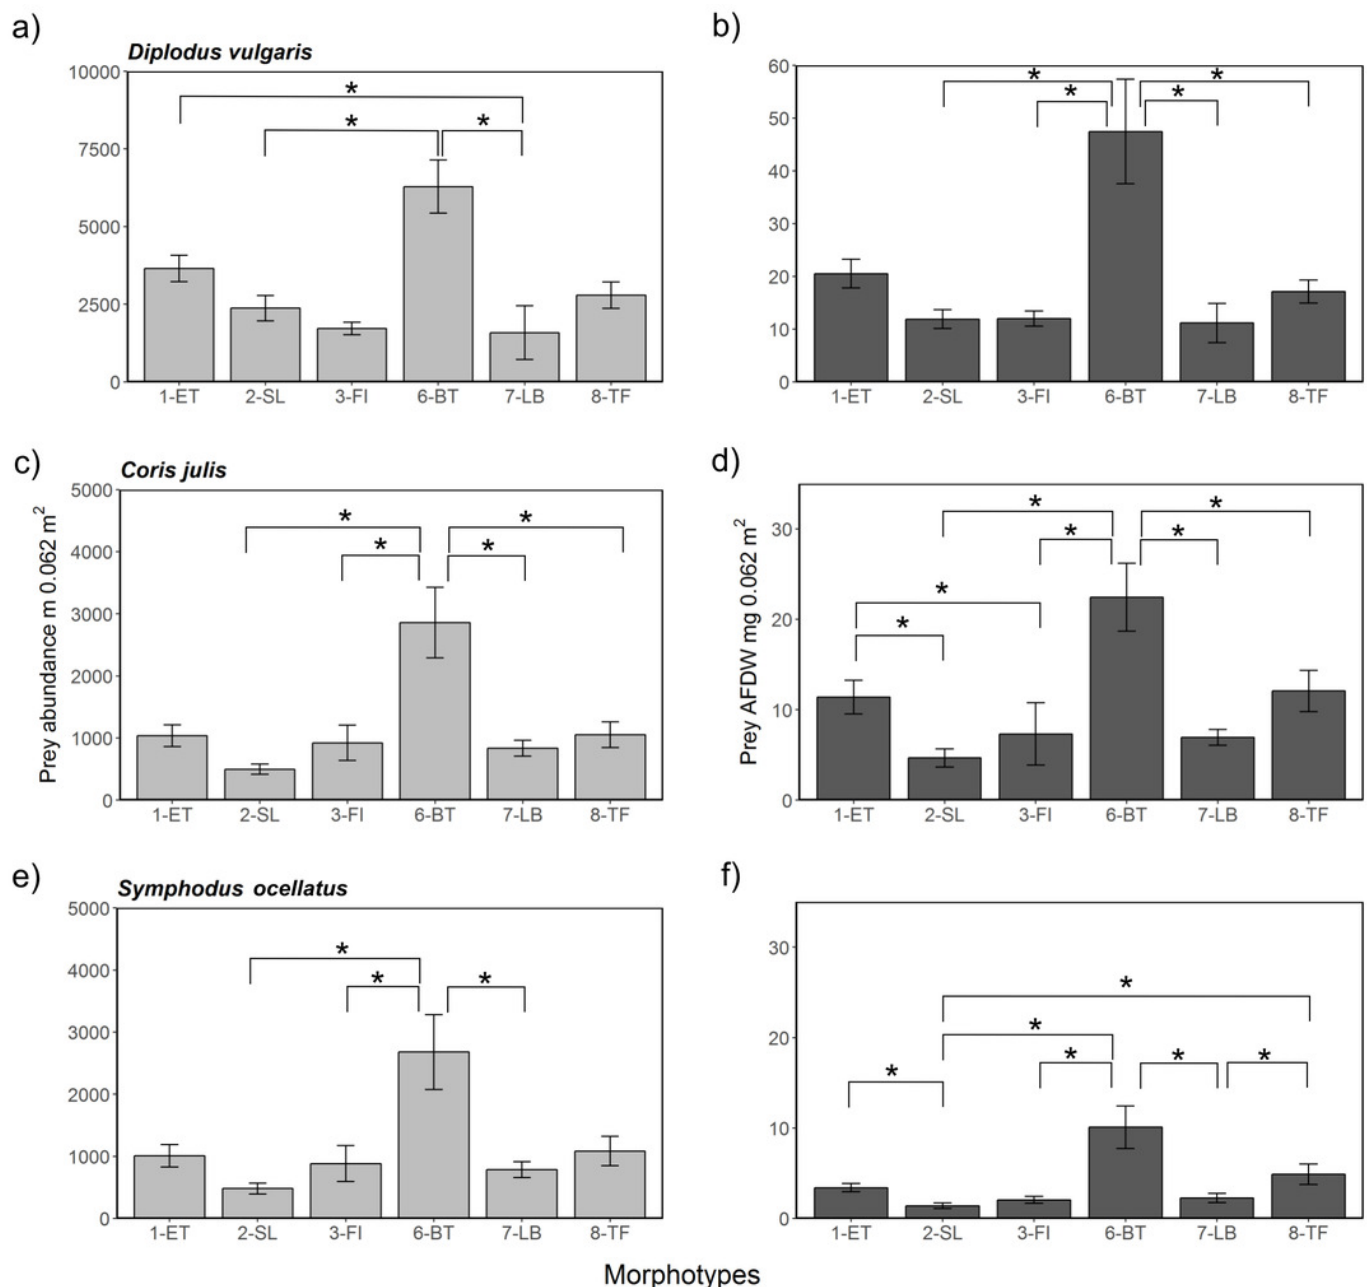 a)
Diplodus vulgaris
10000
7500
5000
2500
0
* * *
1-ET 2-SL 3-FI 6-BT 7-LB 8-TF
b)
60
50
40
30
20
10
0
* * * *
1-ET 2-SL 3-FI 6-BT 7-LB 8-TF
c)
Coris julis
Prey abundance m 0.062 m²
5000
4000
3000
2000
1000
0
* * * *
1-ET 2-SL 3-FI 6-BT 7-LB 8-TF
d)
Prey AFDW mg 0.062 m²
30
20
10
0
* * * * * *
1-ET 2-SL 3-FI 6-BT 7-LB 8-TF
e)
Symphodus ocellatus
5000
4000
3000
2000
1000
0
* * *
1-ET 2-SL 3-FI 6-BT 7-LB 8-TF
f)
30
20
10
0
* * * * * *
1-ET 2-SL 3-FI 6-BT 7-LB 8-TF
Morphotypes